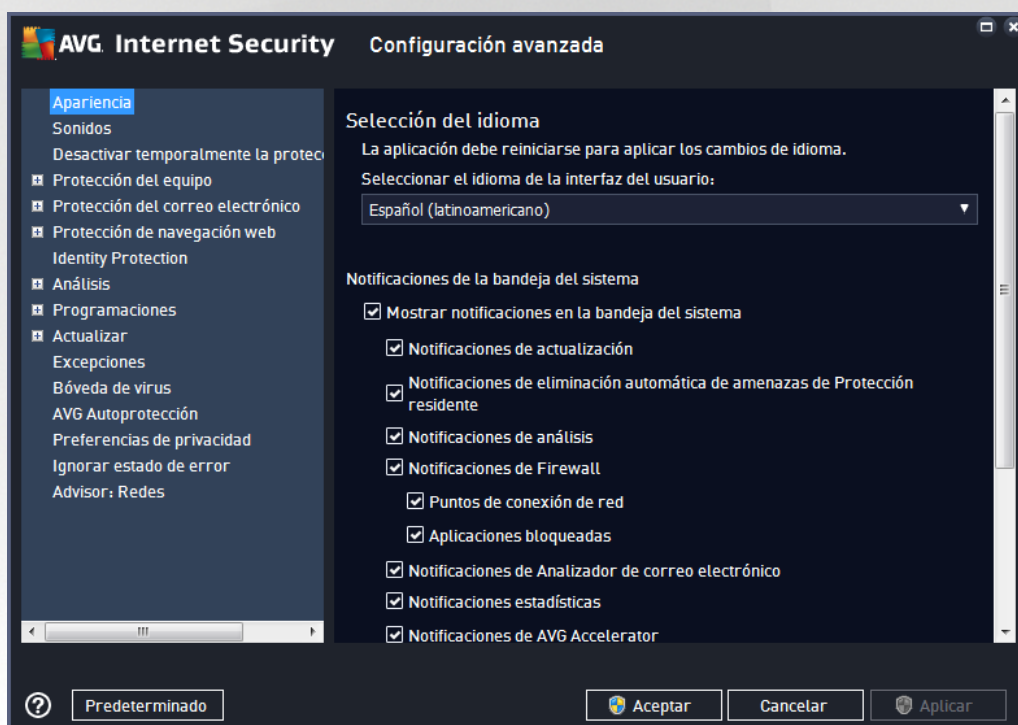 AVG. Internet Security Configuración avanzada
Apariencia
Sonidos
Desactivar temporalmente la protec
Protección del equipo
Protección del correo electrónico
Protección de navegación web
Identity Protection
Análisis
Programaciones
Actualizar
Excepciones
Bóveda de virus
AVG Autoprotección
Preferencias de privacidad
Ignorar estado de error
Advisor: Redes
Selección del idioma
La aplicación debe reiniciarse para aplicar los cambios de idioma.
Seleccionar el idioma de la interfaz del usuario:
Español (latinoamericano)
Notificaciones de la bandeja del sistema
Mostrar notificaciones en la bandeja del sistema
Notificaciones de actualización
Notificaciones de eliminación automática de amenazas de Protección
residente
Notificaciones de análisis
Notificaciones de Firewall
Puntos de conexión de red
Aplicaciones bloqueadas
Notificaciones de Analizador de correo electrónico
Notificaciones estadísticas
Notificaciones de AVG Accelerator
? Predeterminado Aceptar Cancelar Aplicar